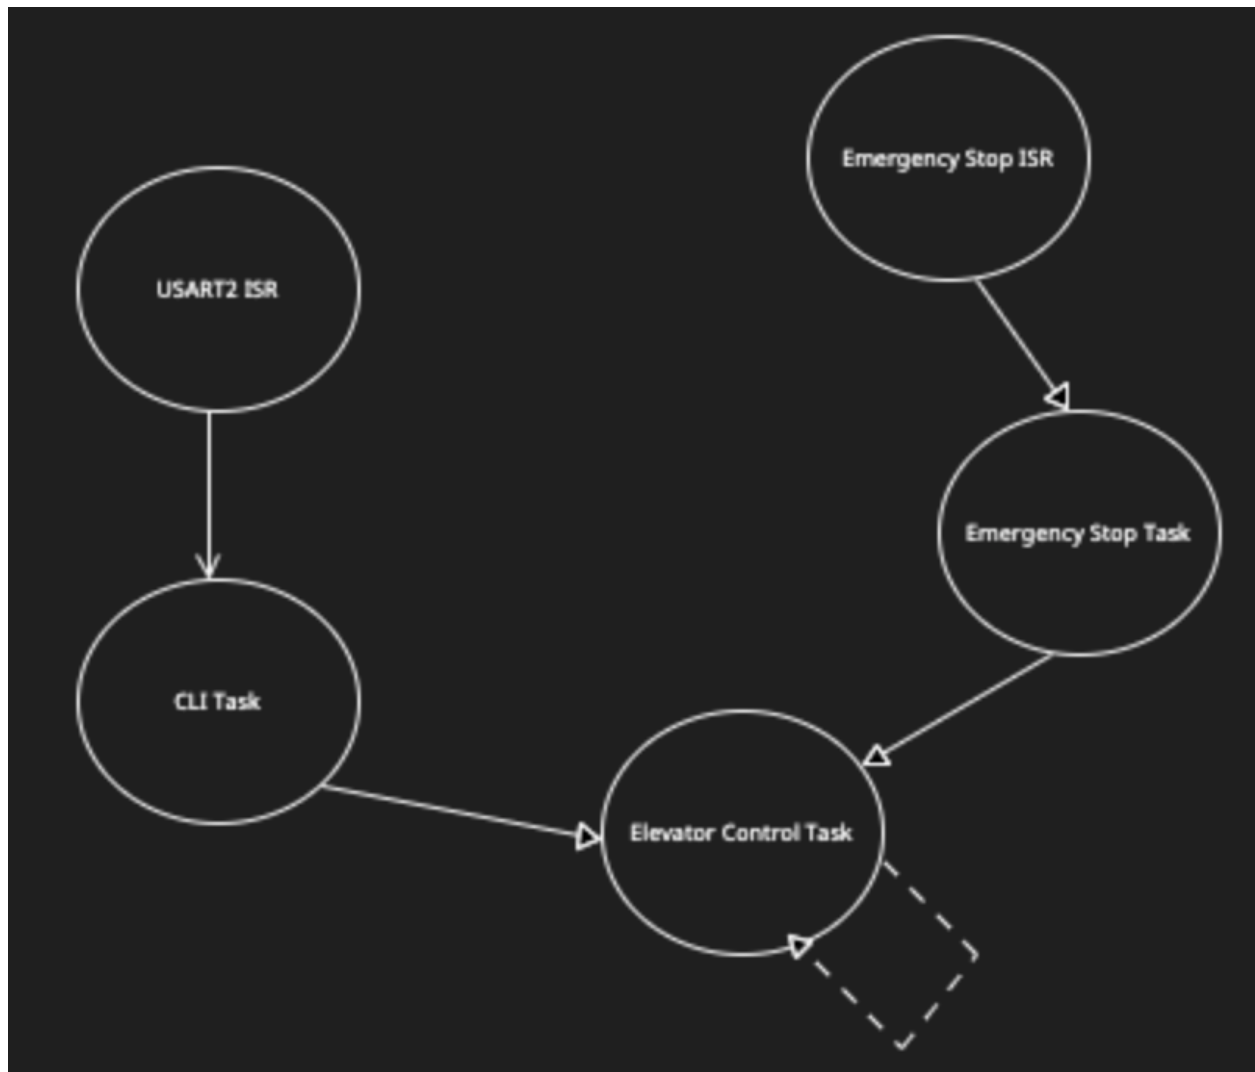 Emergency Stop ISR
USART2 ISR
Emergency Stop Task
CLI Task
Elevator Control Task